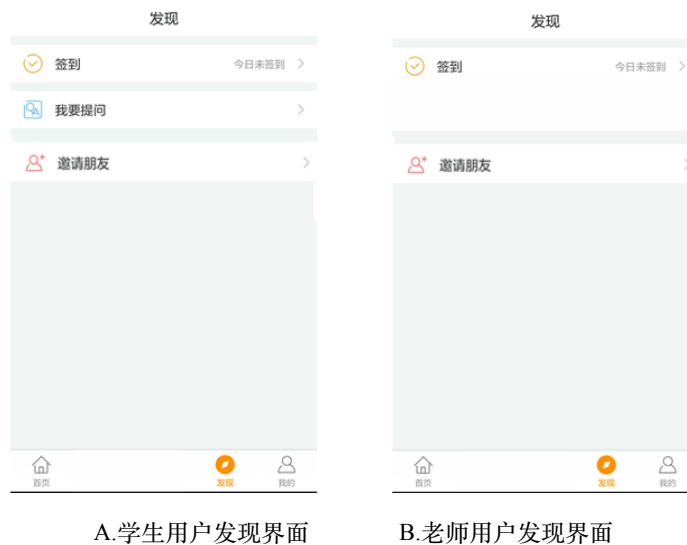 发现
签到 今日未签到
我要提问
邀请朋友
首页 发现 我的
A.学生用户发现界面
发现
签到 今日未签到
邀请朋友
首页 发现 我的
B.老师用户发现界面